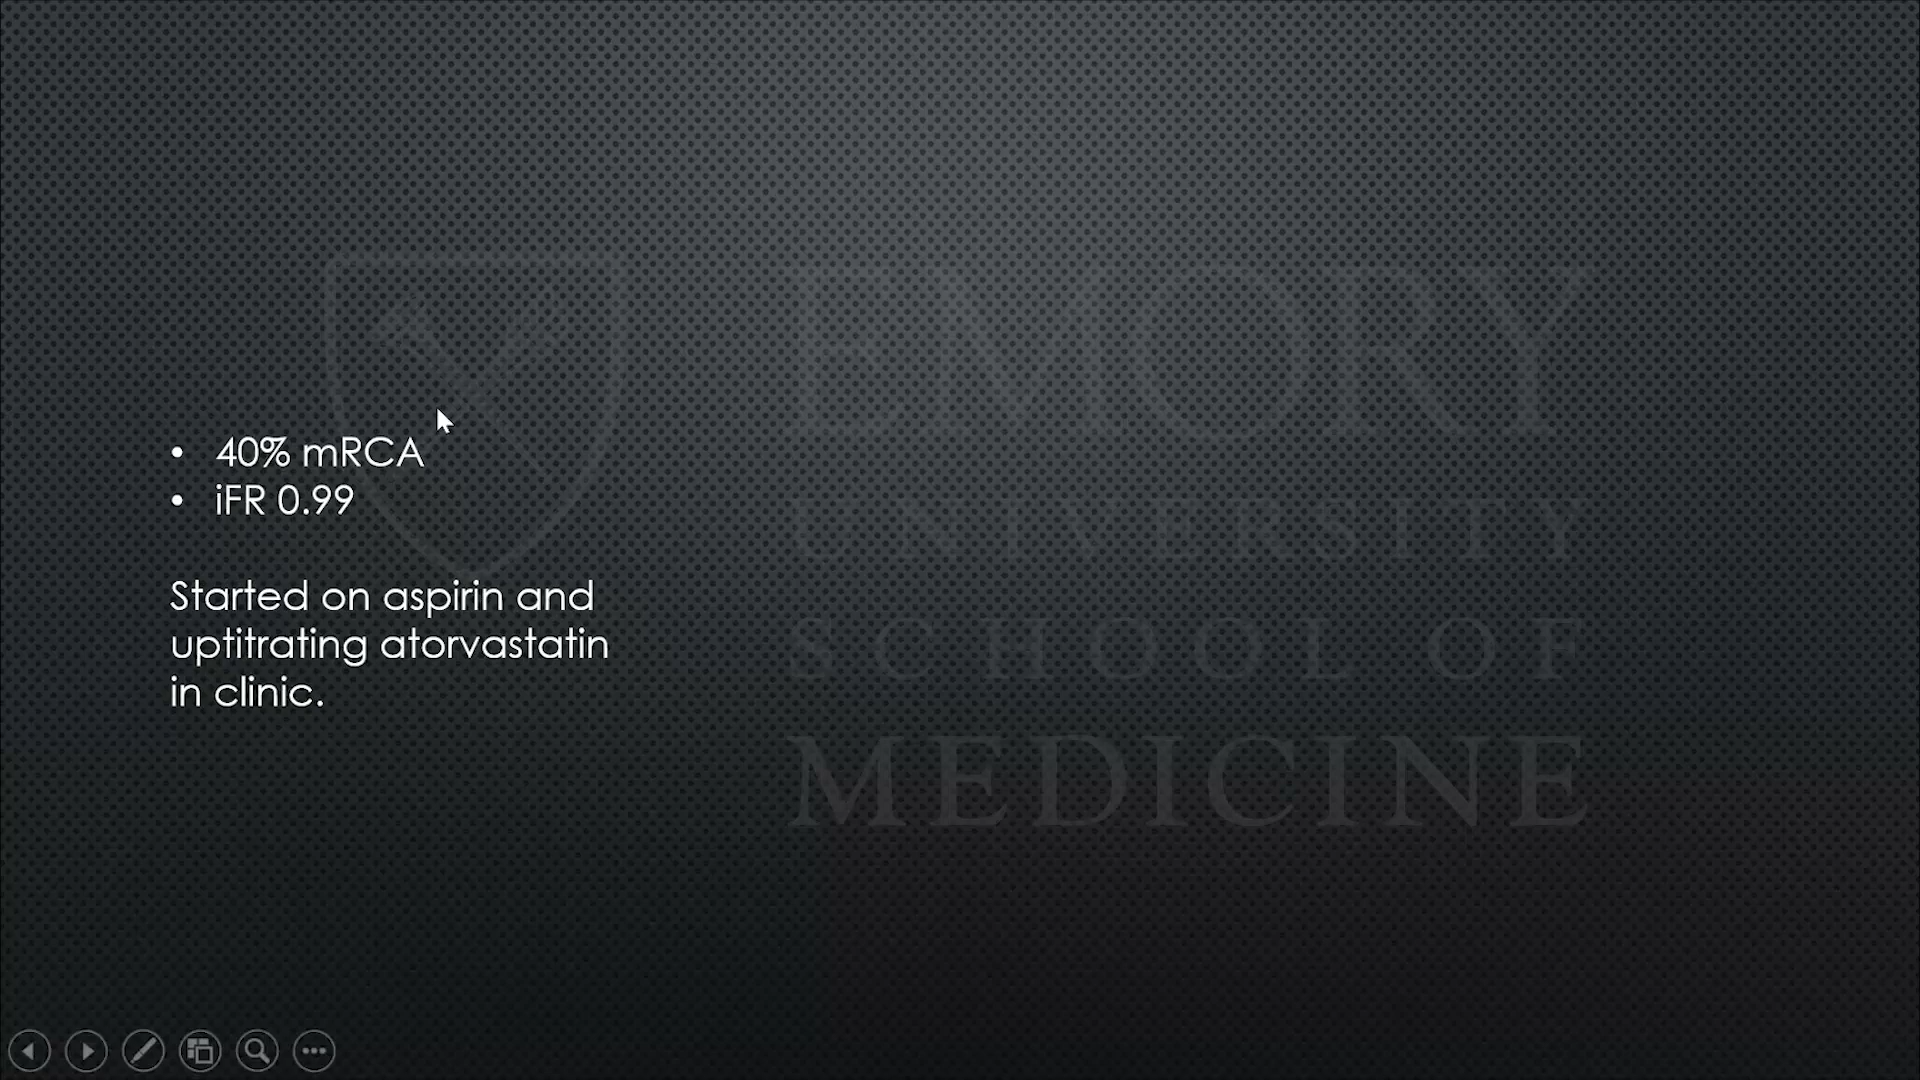 EMORY
• 40% mRCA
• iFR 0.99
UNIVERSITY
Started on aspirin and
uptitrating atorvastatin
in clinic.
SCHOOL OF
MEDICINE